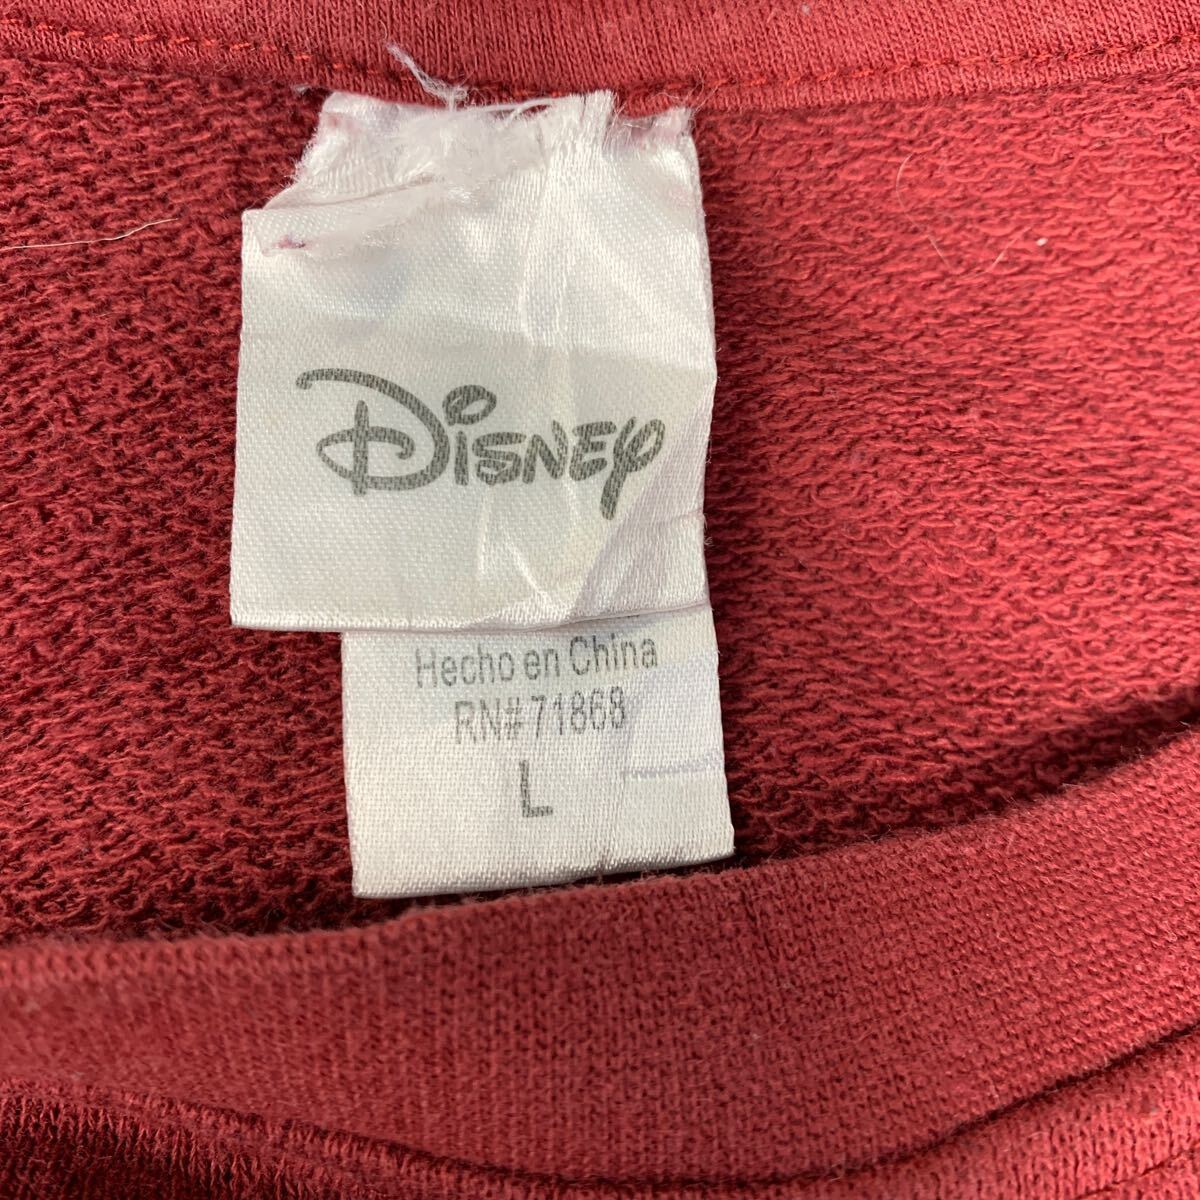 Disney
Hecho en China
RN# 71868
L